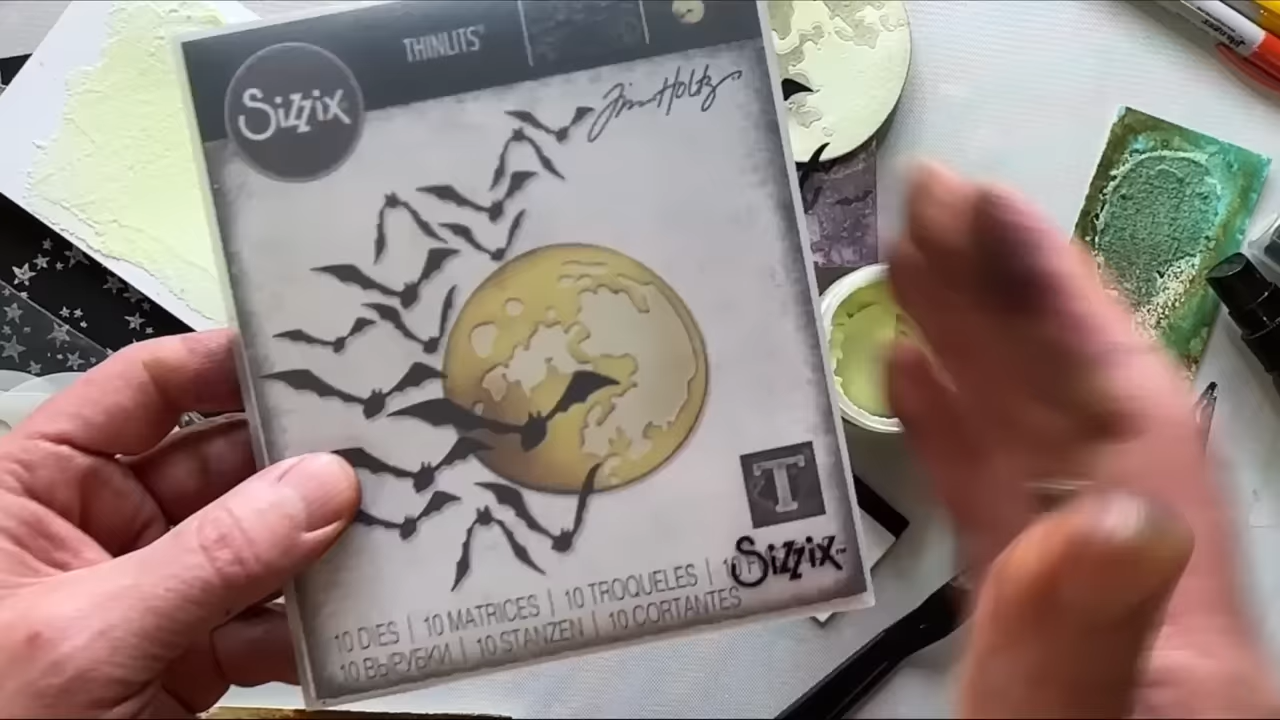 THINLITS
Sizzix
Tim Holtz
T
Sizzix
10 DIES | 10 MATRICES | 10 TROQUELES |
10 ВЫРУБКИ | 10 STANZEN | 10 CORTANTES